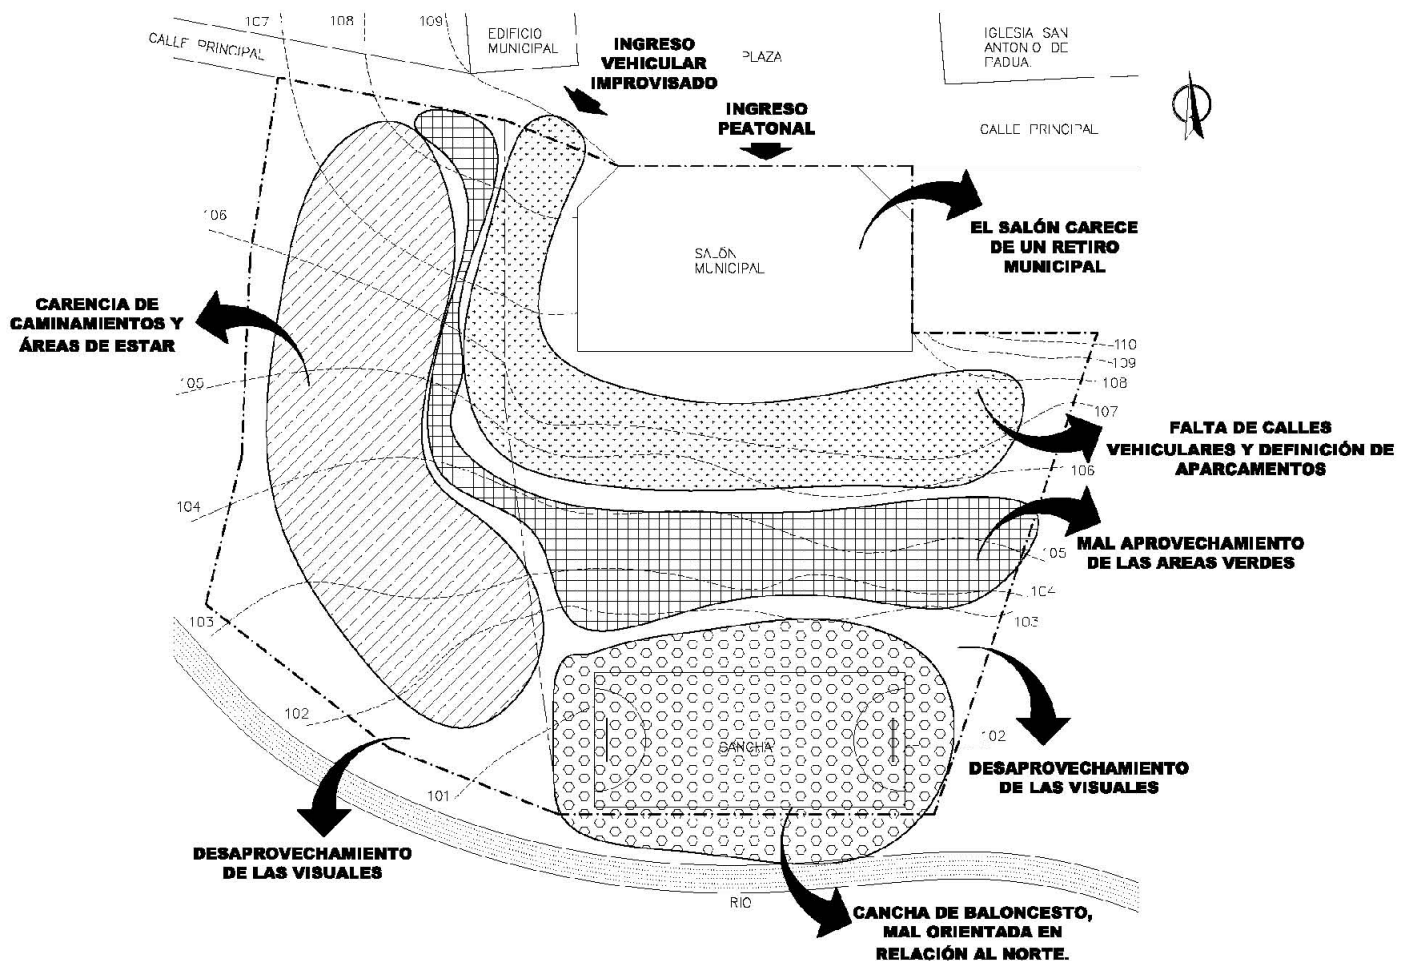 107
108
109
CALLE PRINCIPAL
EDIFICIO
MUNICIPAL
INGRESO
VEHICULAR
IMPROVISADO
PLAZA
IGLESIA SAN
ANTONIO DE
PADUA
INGRESO
PEATONAL
CALLE PRINCIPAL
106
SALÓN
MUNICIPAL
EL SALÓN CARECE
DE UN RETIRO
MUNICIPAL
CARENCIA DE
CAMINAMIENTOS Y
ÁREAS DE ESTAR
110
109
108
107
105
FALTA DE CALLES
VEHICULARES Y DEFINICIÓN DE
APARCAMENTOS
106
104
MAL APROVECHAMIENTO
DE LAS AREAS VERDES
105
104
103
103
102
CANCHA
102
DESAPROVECHAMIENTO
DE LAS VISUALES
101
DESAPROVECHAMIENTO
DE LAS VISUALES
RIO
CANCHA DE BALONCESTO,
MAL ORIENTADA EN
RELACIÓN AL NORTE.